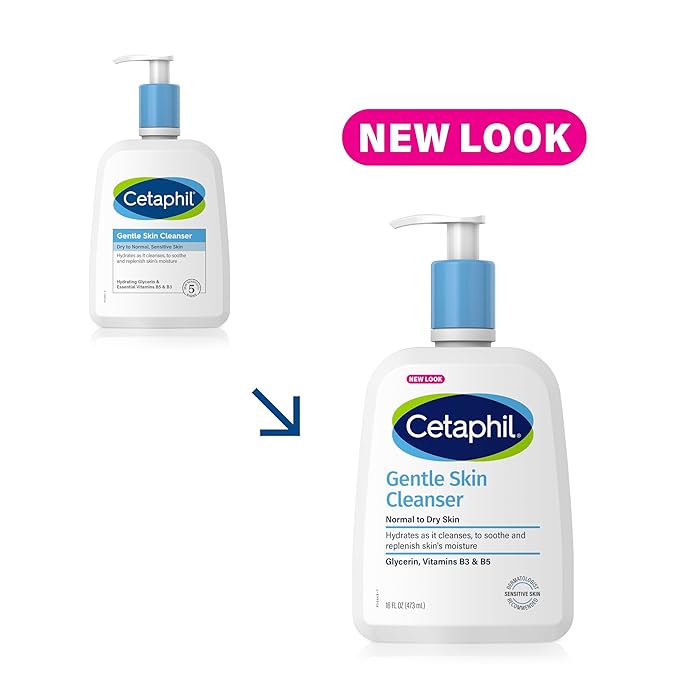 Cetaphil®
Gentle Skin Cleanser
Dry to Normal, Sensitive Skin
Hydrates as it cleanses, to soothe
and replenish skin's moisture
Hydrating Glycerin &
Essential Vitamins B5 & B3
5
NEW LOOK
NEW LOOK
Cetaphil®
Gentle Skin
Cleanser
Normal to Dry Skin
Hydrates as it cleanses, to soothe and
replenish skin's moisture
Glycerin, Vitamins B3 & B5
DERMATOLOGIST
SENSITIVE SKIN
RECOMMENDED
16 FL OZ (473 mL)